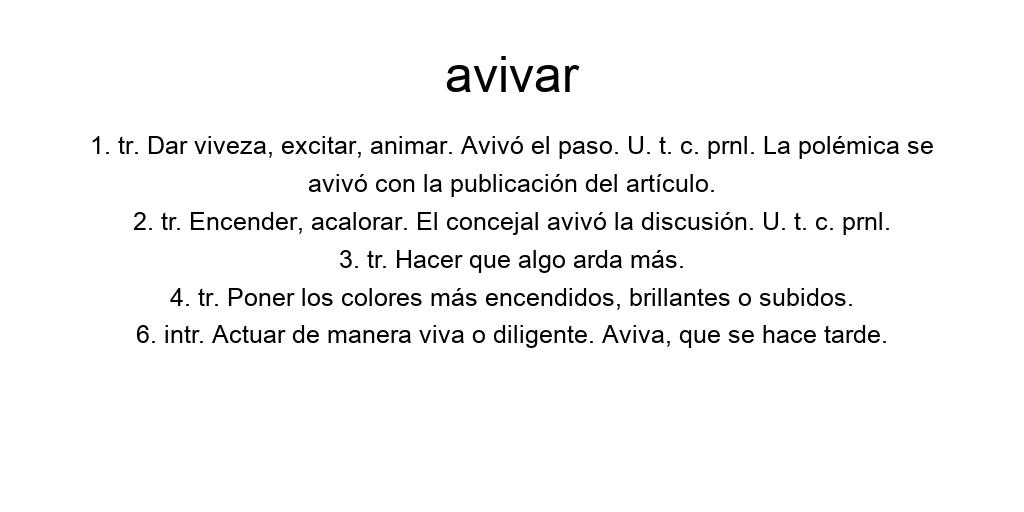 avivar
1. tr. Dar viveza, excitar, animar. Avivó el paso. U. t. c. prnl. La polémica se
avivó con la publicación del artículo.
2. tr. Encender, acalorar. El concejal avivó la discusión. U. t. c. prnl.
3. tr. Hacer que algo arda más.
4. tr. Poner los colores más encendidos, brillantes o subidos.
6. intr. Actuar de manera viva o diligente. Aviva, que se hace tarde.